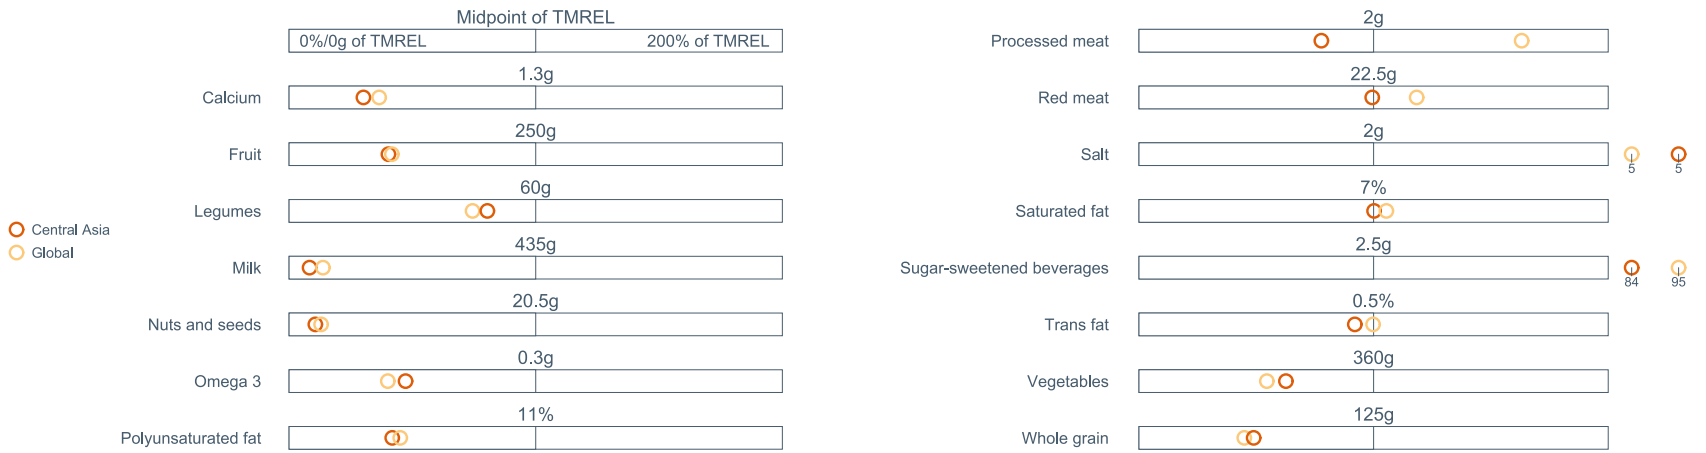 Midpoint of TMREL
0%/0g of TMREL
200% of TMREL
1.3g
Calcium
250g
Fruit
60g
Legumes
435g
Milk
20.5g
Nuts and seeds
0.3g
Omega 3
11%
Polyunsaturated fat
Central Asia
Global
2g
Processed meat
22.5g
Red meat
2g
Salt
5
5
7%
Saturated fat
2.5g
Sugar-sweetened beverages
84
95
0.5%
Trans fat
360g
Vegetables
125g
Whole grain